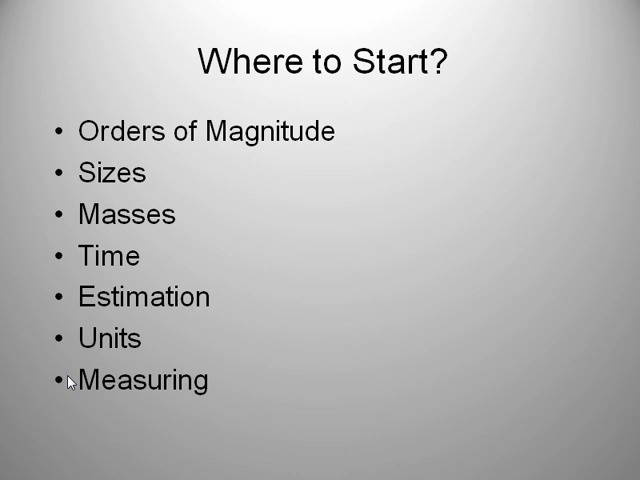 Where to Start?
• Orders of Magnitude
• Sizes
• Masses
• Time
• Estimation
• Units
• Measuring